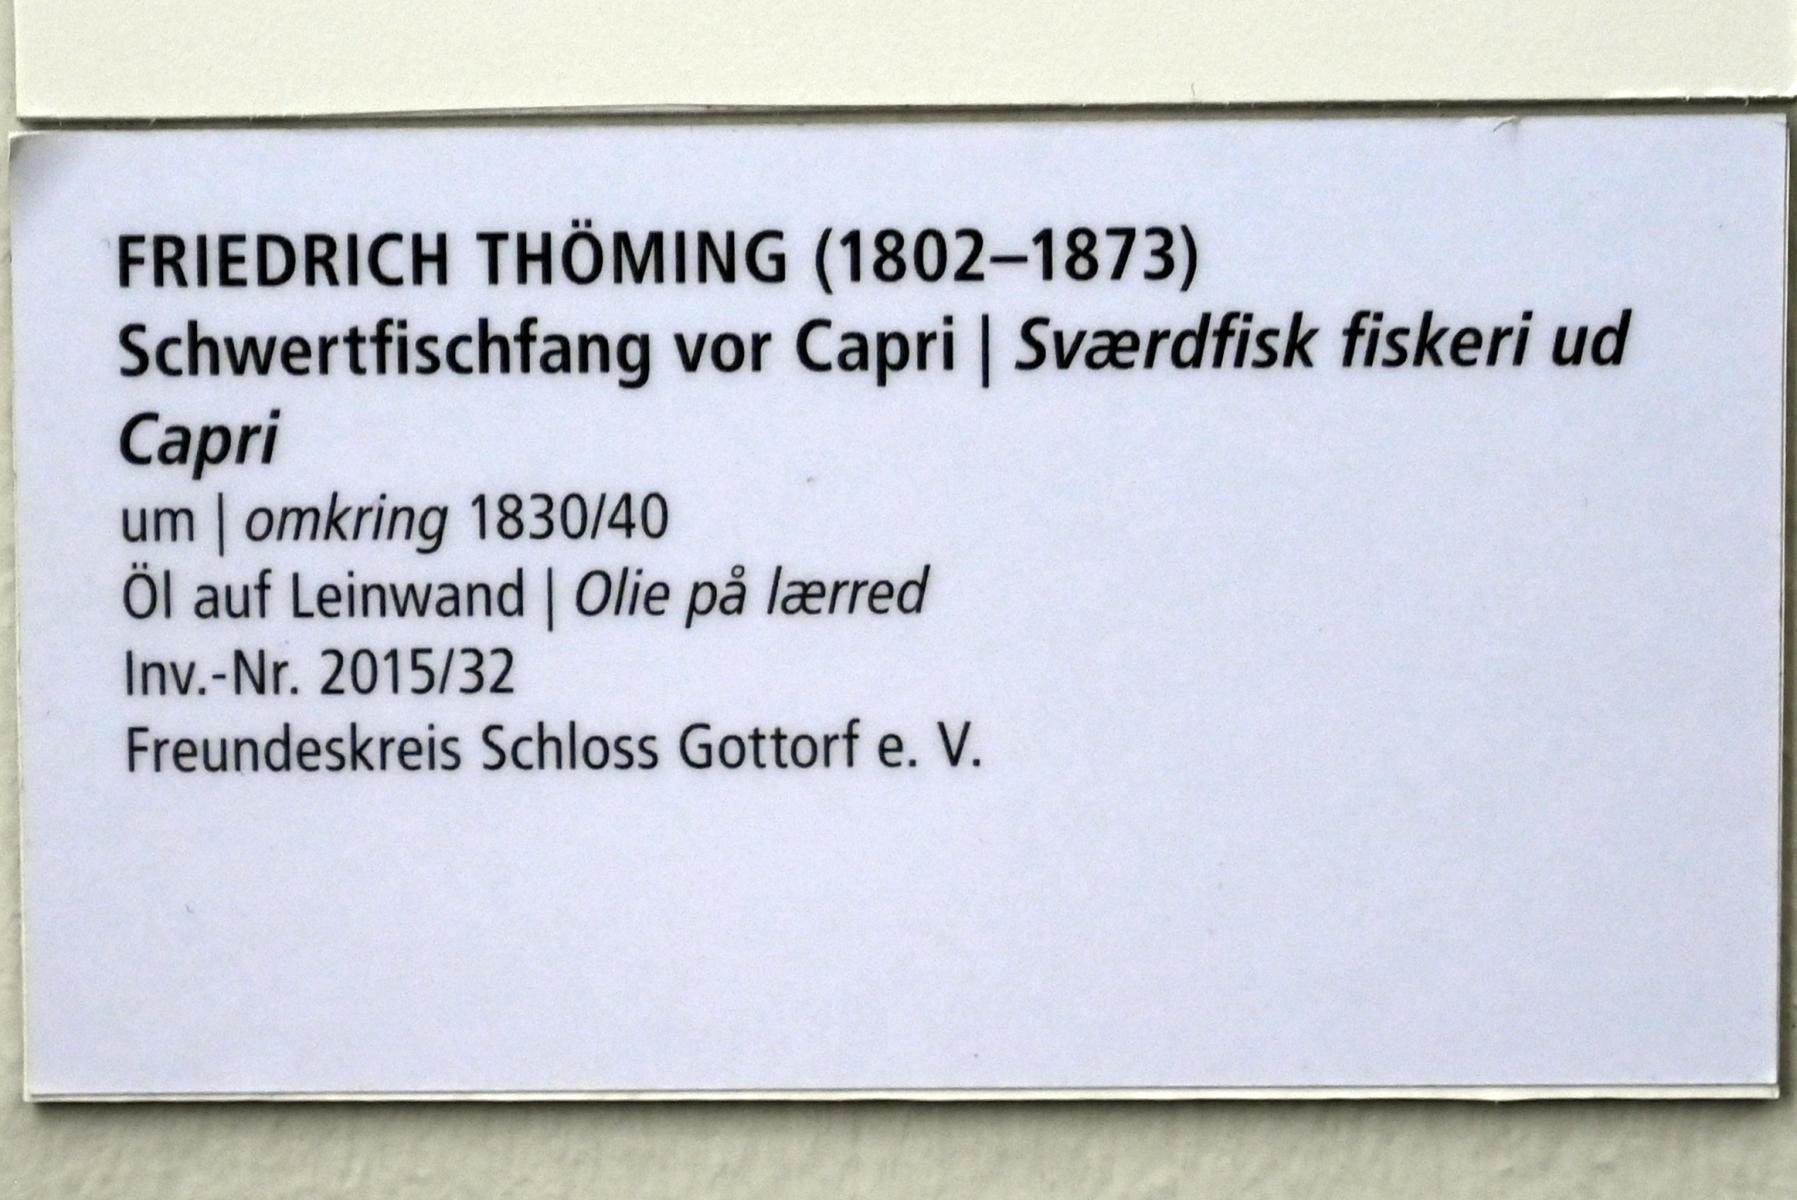 FRIEDRICH THÖMING (1802–1873)
Schwertfischfang vor Capri | Sværdfisk fiskeri ud
Capri
um | omkring 1830/40
Öl auf Leinwand | Olie på lærred
Inv.-Nr. 2015/32
Freundeskreis Schloss Gottorf e. V.